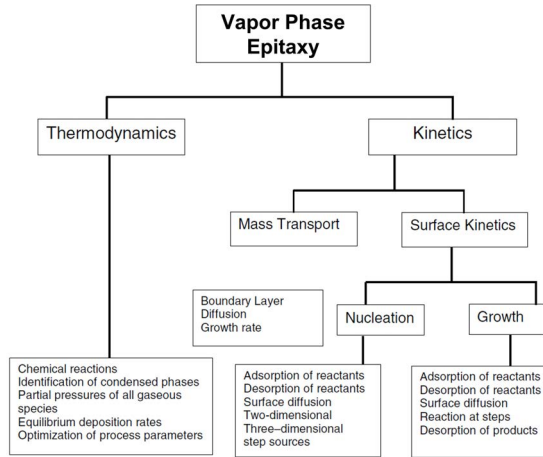 Vapor Phase
Epitaxy
Thermodynamics
Kinetics
Mass Transport
Surface Kinetics
Boundary Layer
Diffusion
Growth rate
Nucleation
Growth
Chemical reactions
Identification of condensed phases
Partial pressures of all gaseous
species
Equilibrium deposition rates
Optimization of process parameters
Adsorption of reactants
Desorption of reactants
Surface diffusion
Two-dimensional
Three–dimensional
step sources
Adsorption of reactants
Desorption of reactants
Surface diffusion
Reaction at steps
Desorption of products